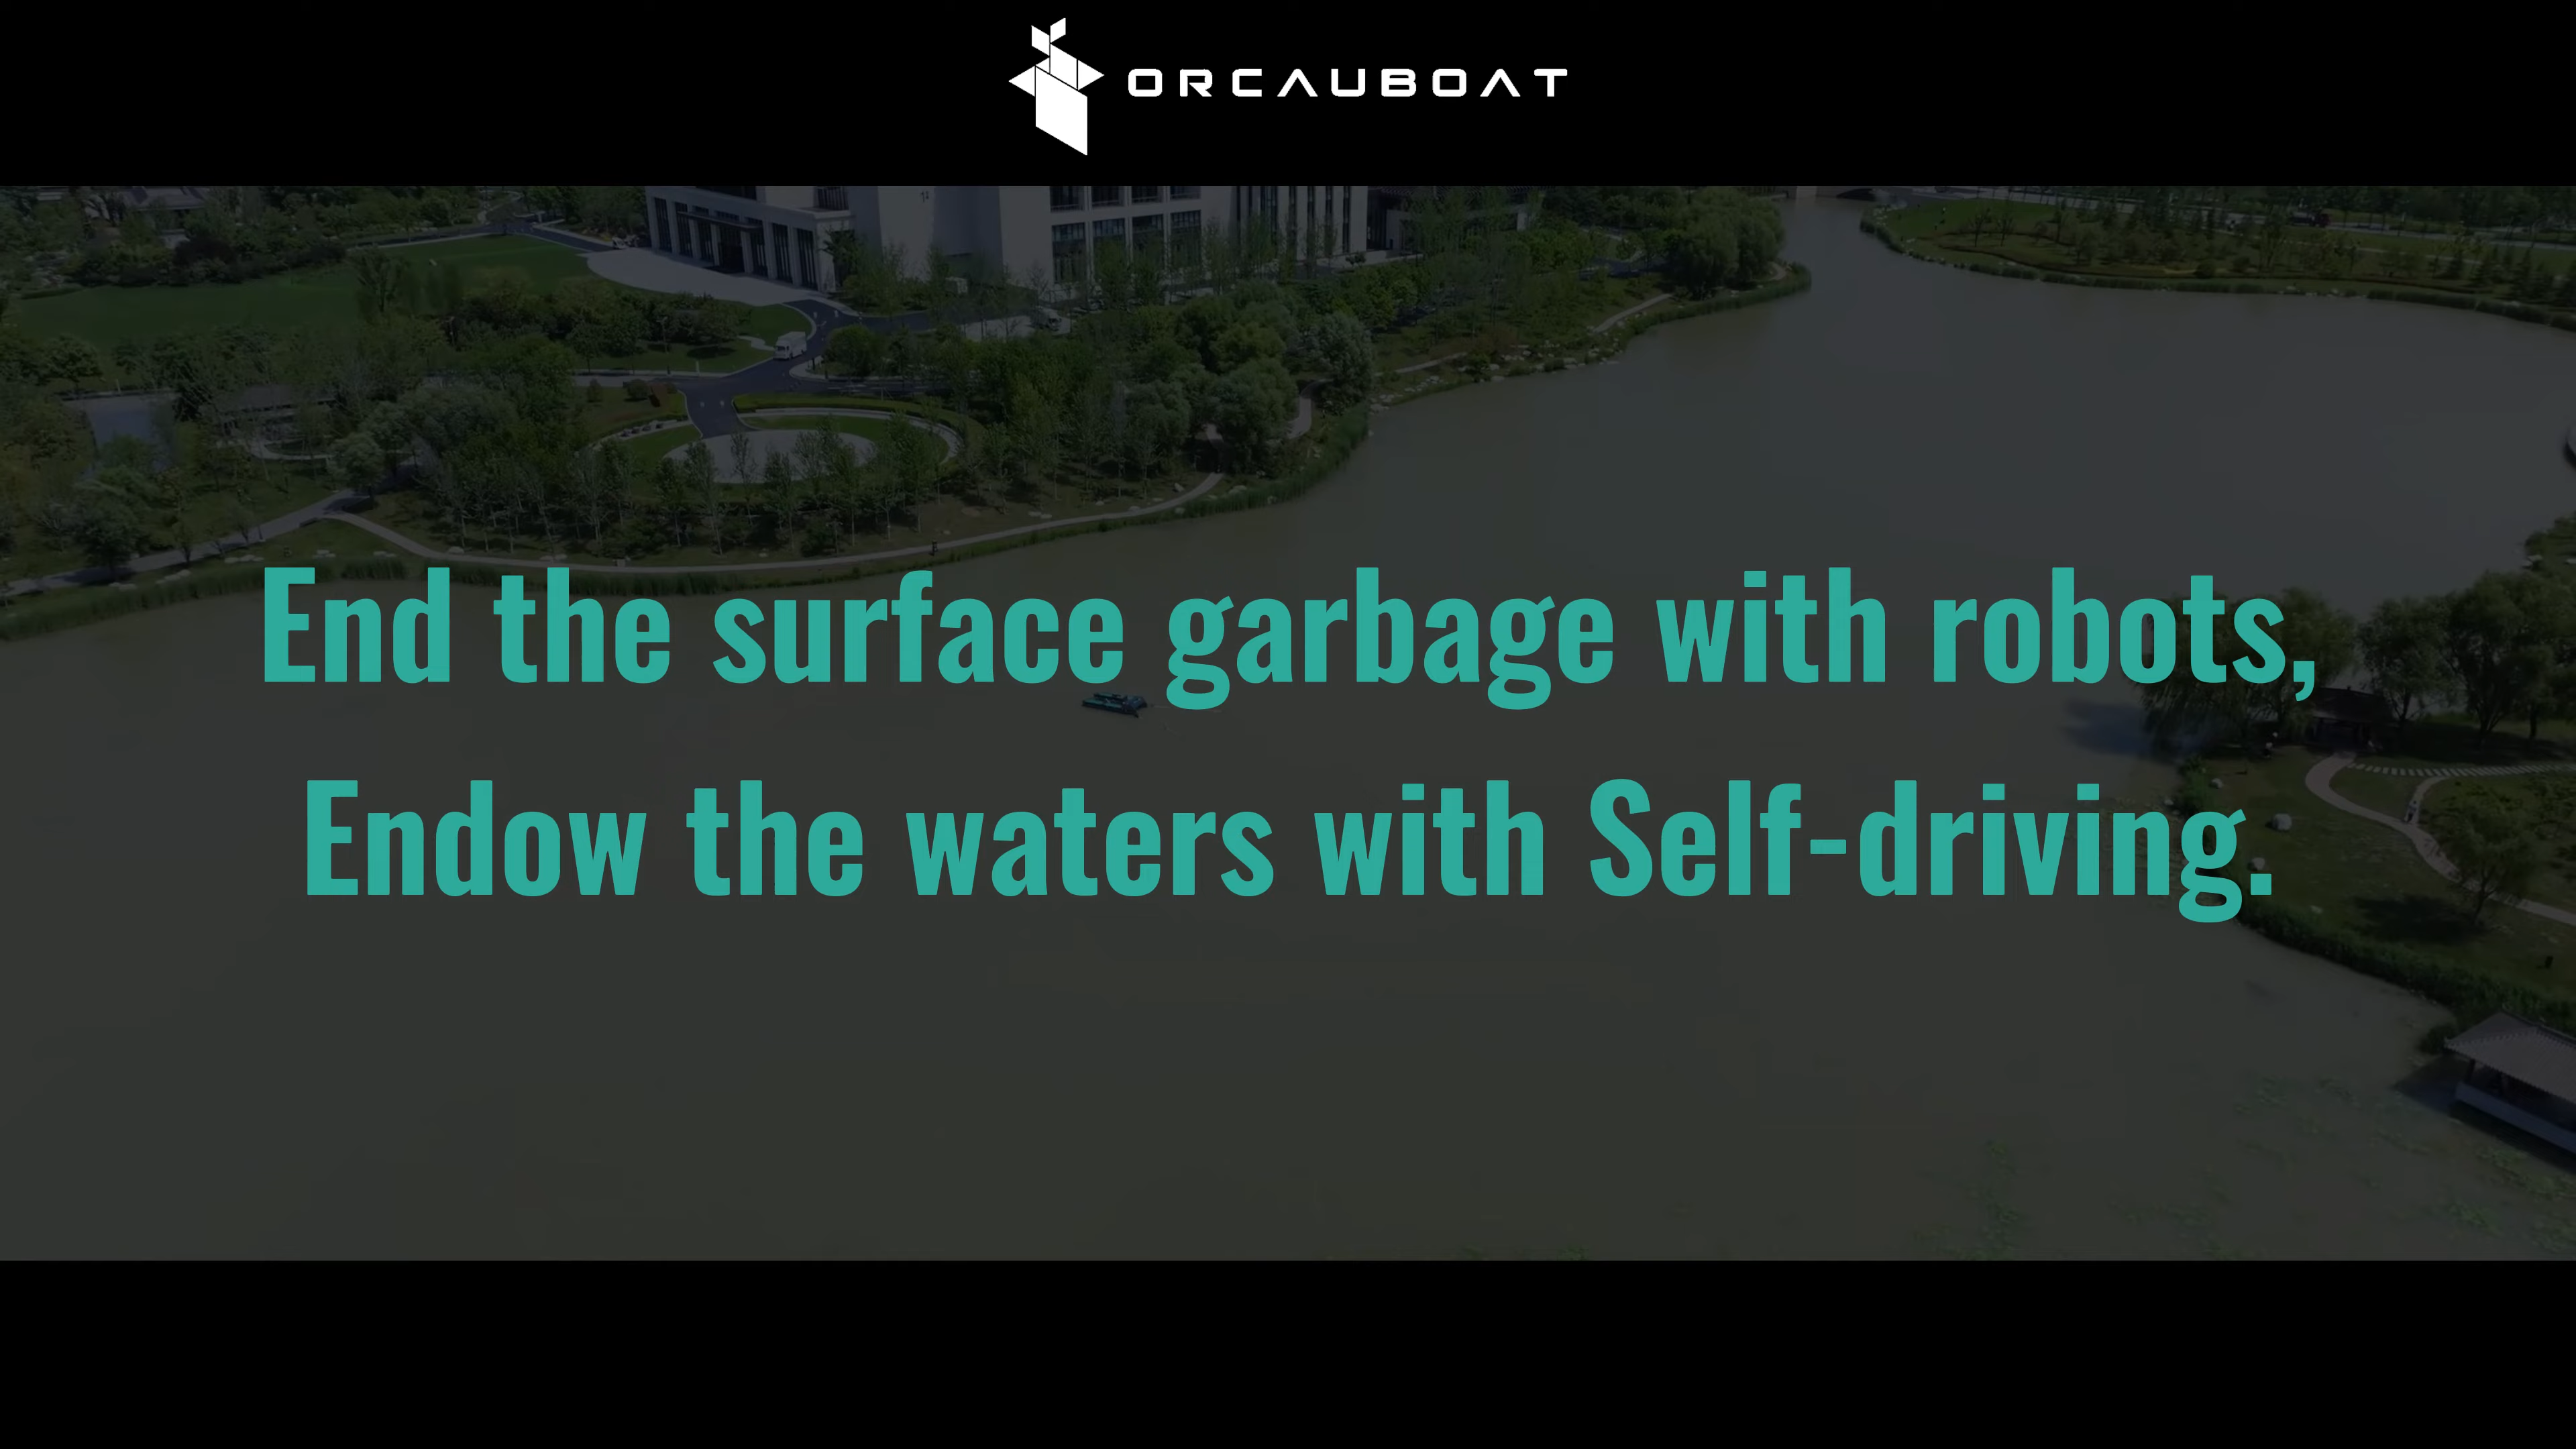 ORCAUBOAT
End the surface garbage with robots,
Endow the waters with Self-driving.